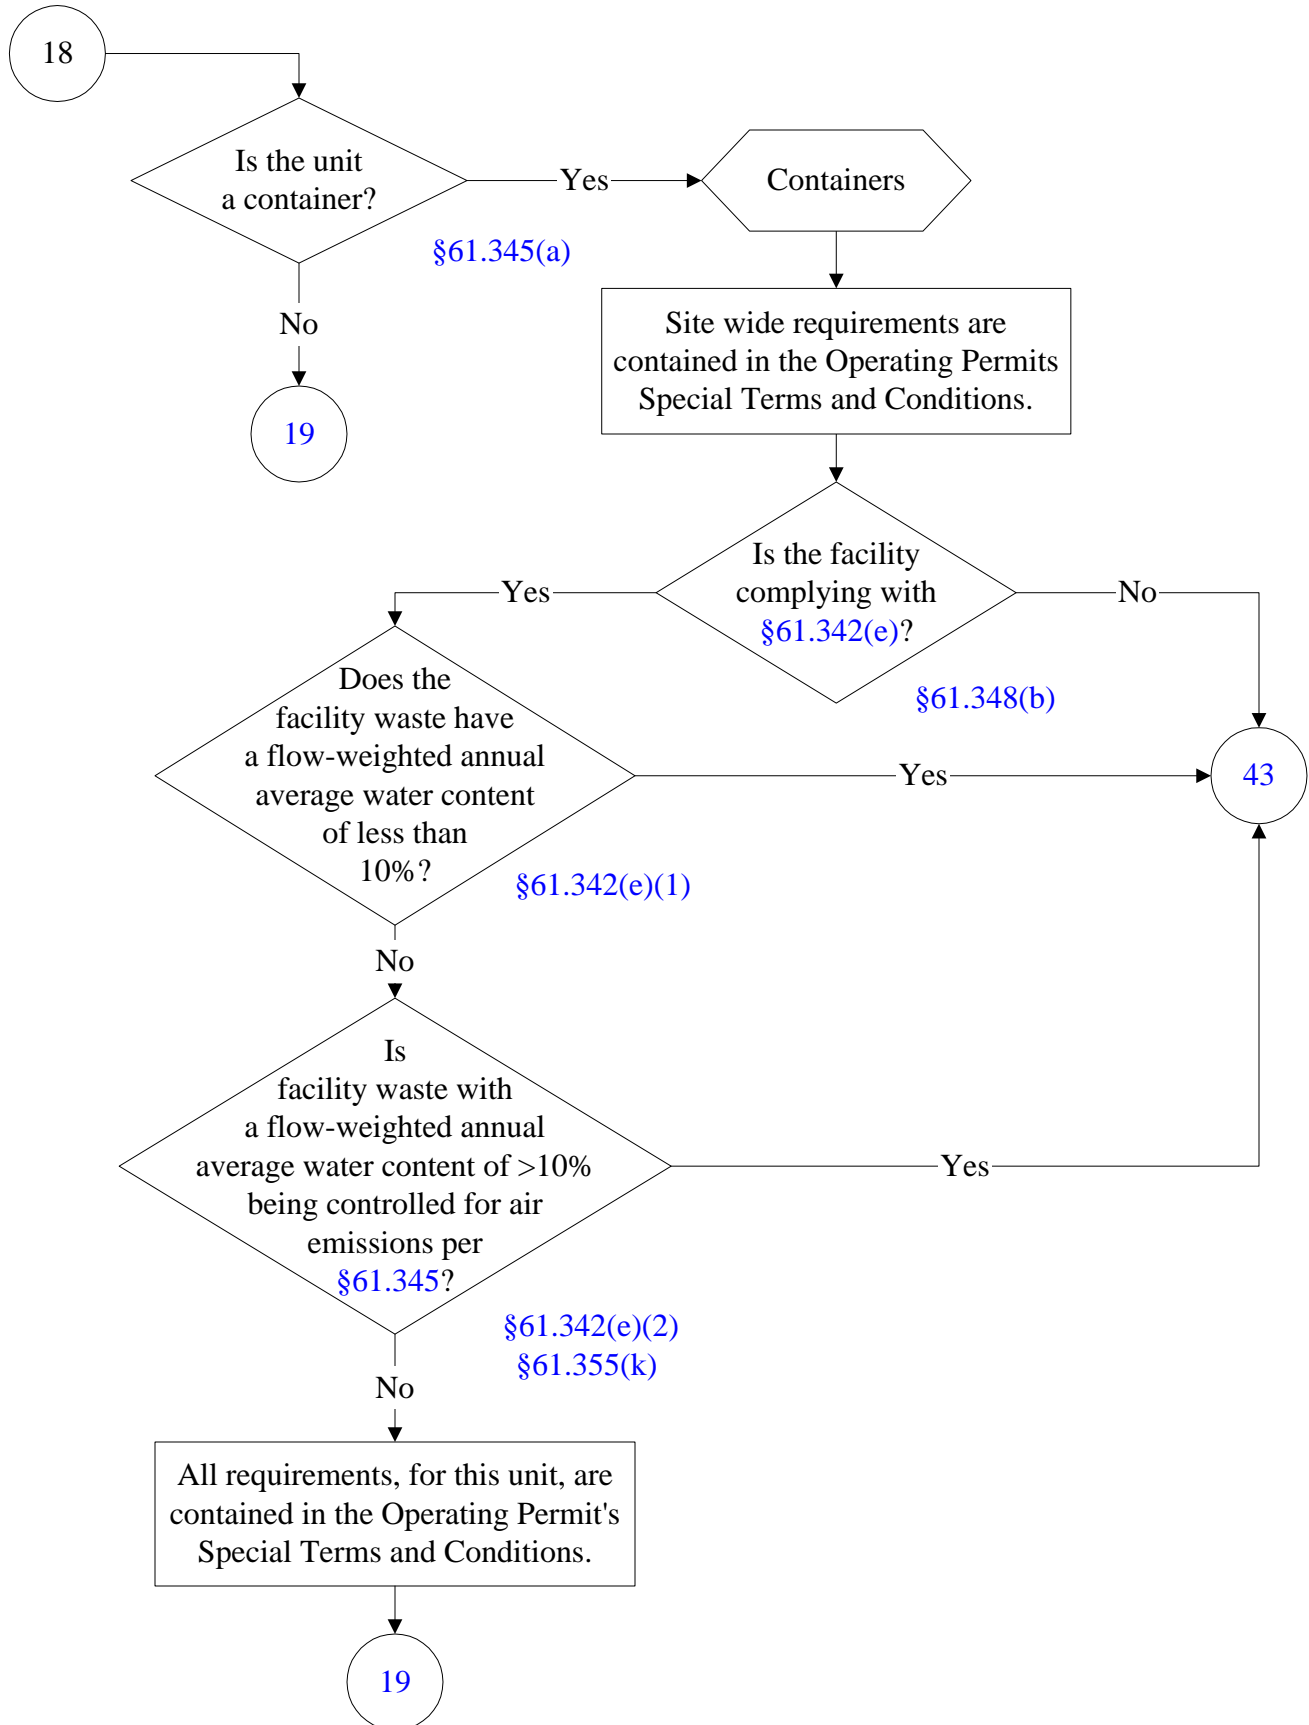 18
Is the unit
a container?
Yes
Containers
§61.345(a)
No
19
Site wide requirements are
contained in the Operating Permits
Special Terms and Conditions.
Is the facility
complying with
§61.342(e)?
Yes
No
§61.348(b)
Does the
facility waste have
a flow-weighted annual
average water content
of less than
10%?
Yes
43
§61.342(e)(1)
No
Is
facility waste with
a flow-weighted annual
average water content of >10%
being controlled for air
emissions per
§61.345?
Yes
§61.342(e)(2)
§61.355(k)
No
All requirements, for this unit, are
contained in the Operating Permit's
Special Terms and Conditions.
19